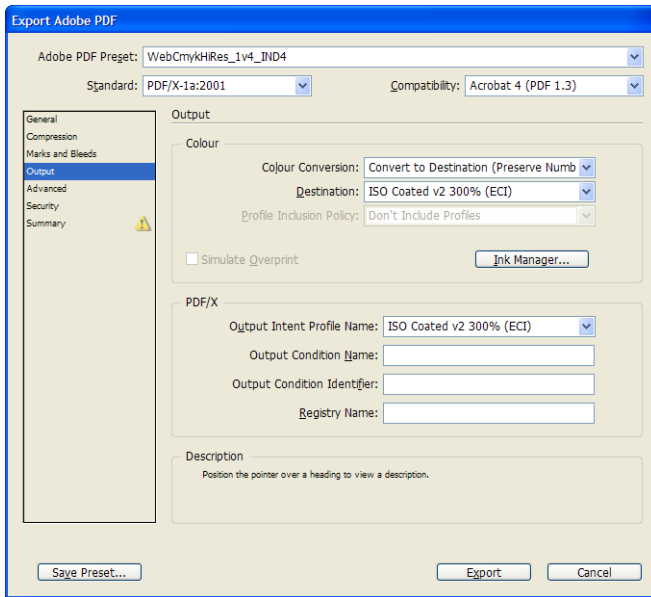 Export Adobe PDF
Adobe PDF Preset: WebCmykHiRes_1v4_IND4
Standard: PDF/X-1a:2001 Compatibility: Acrobat 4 (PDF 1.3)
General
Compression
Marks and Bleeds
Output
Advanced
Security
Summary
Output
Colour
Colour Conversion: Convert to Destination (Preserve Numb
Destination: ISO Coated v2 300% (ECI)
Profile Inclusion Policy: Don't Include Profiles
Simulate Overprint Ink Manager...
PDF/X
Output Intent Profile Name: ISO Coated v2 300% (ECI)
Output Condition Name:
Output Condition Identifier:
Registry Name:
Description
Position the pointer over a heading to view a description.
Save Preset... Export Cancel